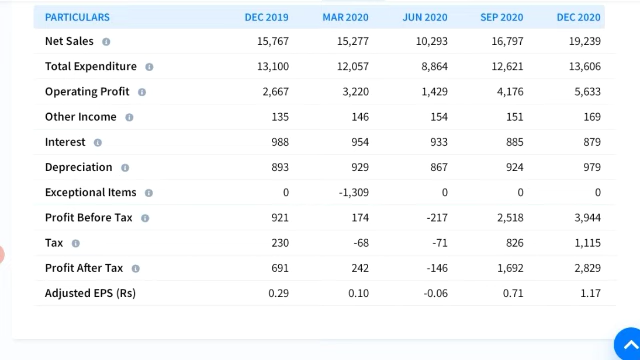 PARTICULARS DEC 2019 MAR 2020 JUN 2020 SEP 2020 DEC 2020
Net Sales 15,767 15,277 10,293 16,797 19,239
Total Expenditure 13,100 12,057 8,864 12,621 13,606
Operating Profit 2,667 3,220 1,429 4,176 5,633
Other Income 135 146 154 151 169
Interest 988 954 933 885 879
Depreciation 893 929 867 924 979
Exceptional Items 0 -1,309 0 0 0
Profit Before Tax 921 174 -217 2,518 3,944
Tax 230 -68 -71 826 1,115
Profit After Tax 691 242 -146 1,692 2,829
Adjusted EPS (Rs) 0.29 0.10 -0.06 0.71 1.17